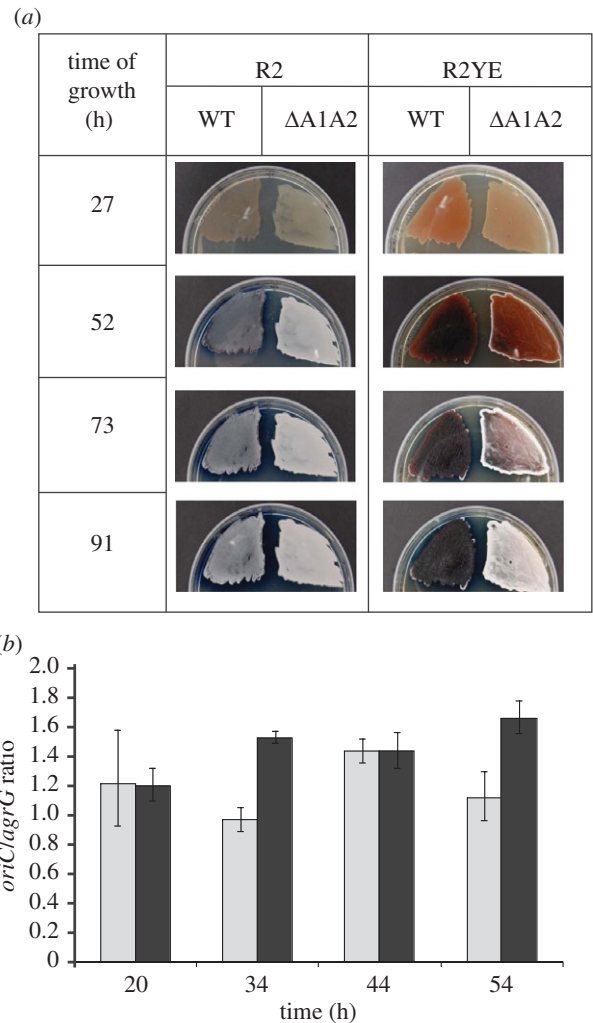 (a)
time of growth (h)
R2
R2YE
WT
ΔA1A2
WT
ΔA1A2
27
52
73
91
b)
oriC/agrG ratio
2.0
1.8
1.6
1.4
1.2
1.0
0.8
0.6
0.4
0.2
0
20
34
44
54
time (h)